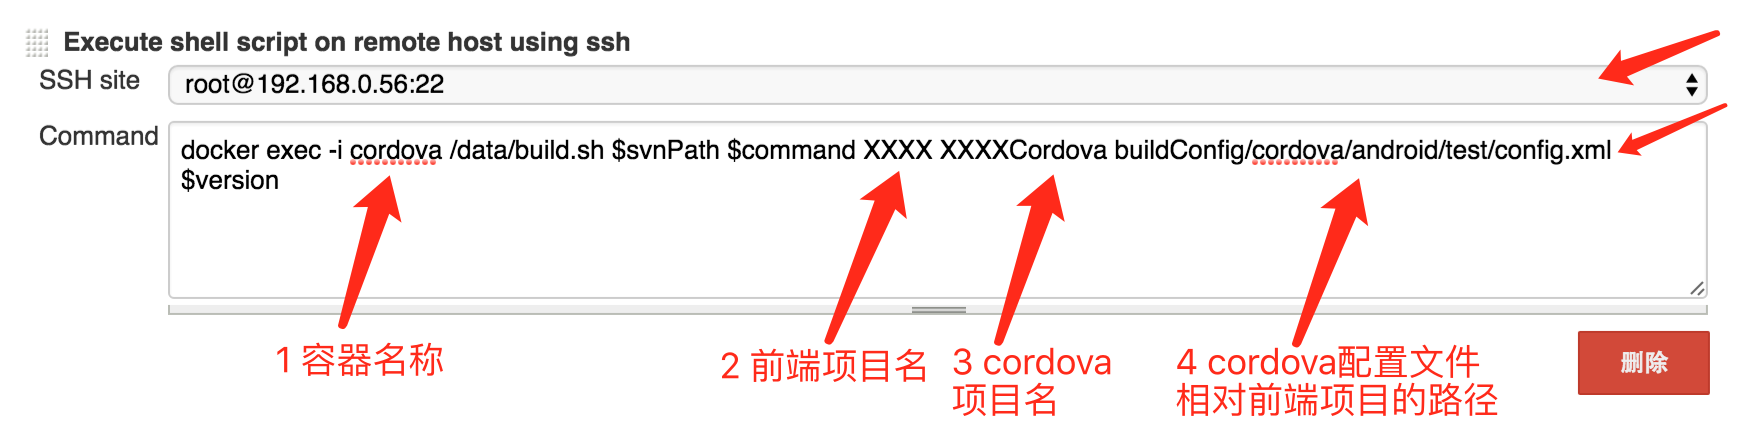 Execute shell script on remote host using ssh
SSH site
root@192.168.0.56:22
Command
docker exec -i cordova /data/build.sh $svnPath $command XXXX XXXXCordova buildConfig/cordova/android/test/config.xml
$version
1 容器名称
2 前端项目名
3 cordova
项目名
4 cordova配置文件
相对前端项目的路径
删除